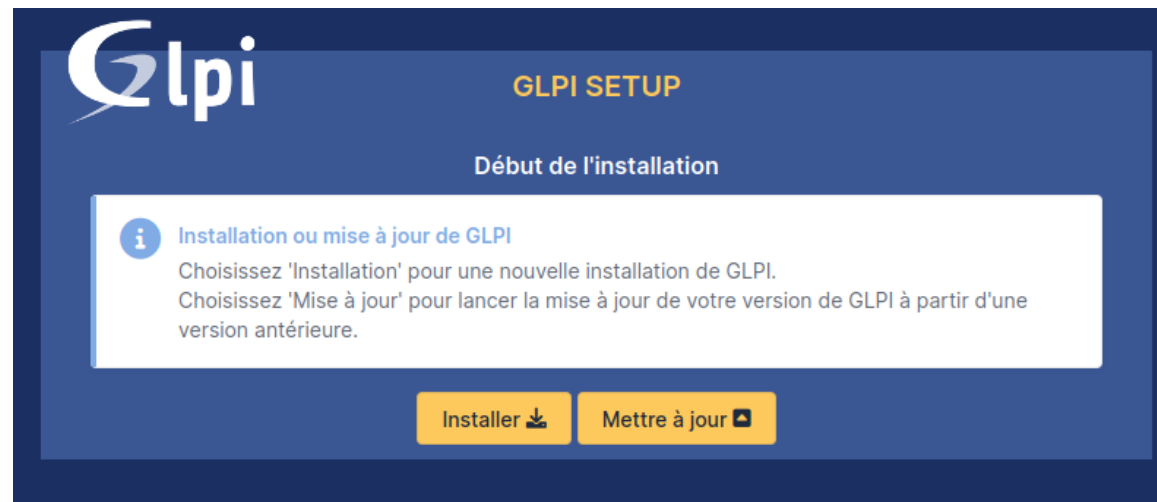 Glpi
GLPI SETUP
Début de l'installation
Installation ou mise à jour de GLPI
Choisissez 'Installation' pour une nouvelle installation de GLPI.
Choisissez 'Mise à jour' pour lancer la mise à jour de votre version de GLPI à partir d'une
version antérieure.
Installer
Mettre à jour